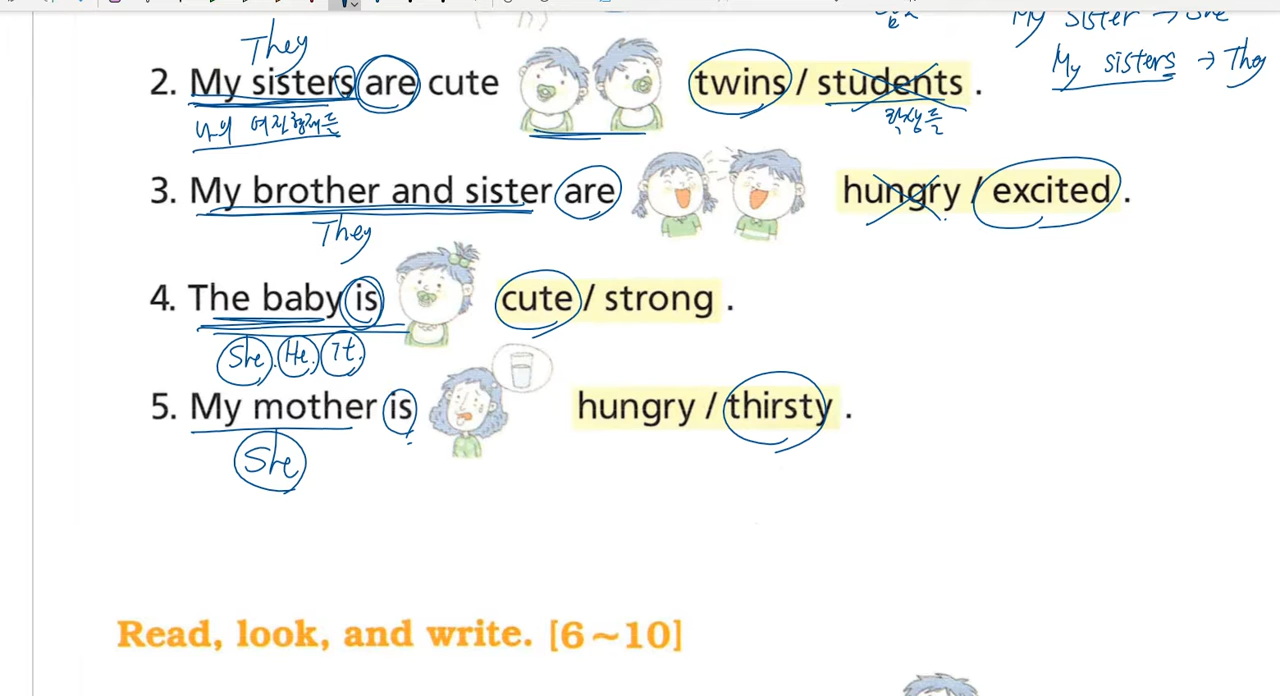 My sister → She
They
My sisters → They
2. My sisters are cute twins / students .
나의 여자형제들
학생들
3. My brother and sister are hungry / excited .
They
4. The baby is cute / strong .
She. He. It.
5. My mother is hungry / thirsty .
She
Read, look, and write. [6~10]